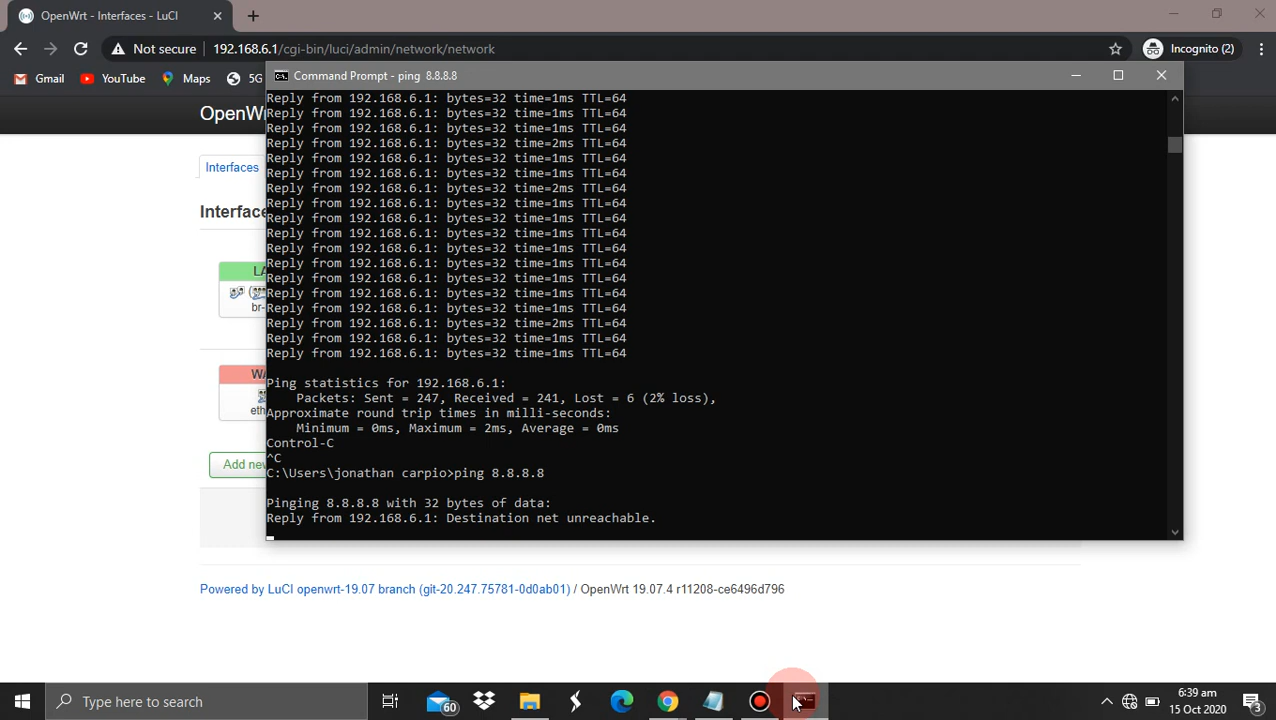 OpenWrt - Interfaces - LuCI
Not secure
192.168.6.1/cgi-bin/luci/admin/network/network
Incognito (2)
Gmail
YouTube
Maps
5G
Command Prompt - ping 8.8.8.8
OpenWr
Interfaces
Interface
LA
br-
WA
eth
Add new
Reply from 192.168.6.1: bytes=32 time=1ms TTL=64
Reply from 192.168.6.1: bytes=32 time=1ms TTL=64
Reply from 192.168.6.1: bytes=32 time=1ms TTL=64
Reply from 192.168.6.1: bytes=32 time=2ms TTL=64
Reply from 192.168.6.1: bytes=32 time=1ms TTL=64
Reply from 192.168.6.1: bytes=32 time=1ms TTL=64
Reply from 192.168.6.1: bytes=32 time=2ms TTL=64
Reply from 192.168.6.1: bytes=32 time=1ms TTL=64
Reply from 192.168.6.1: bytes=32 time=1ms TTL=64
Reply from 192.168.6.1: bytes=32 time=1ms TTL=64
Reply from 192.168.6.1: bytes=32 time=1ms TTL=64
Reply from 192.168.6.1: bytes=32 time=1ms TTL=64
Reply from 192.168.6.1: bytes=32 time=1ms TTL=64
Reply from 192.168.6.1: bytes=32 time=1ms TTL=64
Reply from 192.168.6.1: bytes=32 time=1ms TTL=64
Reply from 192.168.6.1: bytes=32 time=2ms TTL=64
Reply from 192.168.6.1: bytes=32 time=1ms TTL=64
Reply from 192.168.6.1: bytes=32 time=1ms TTL=64
Ping statistics for 192.168.6.1:
Packets: Sent = 247, Received = 241, Lost = 6 (2% loss),
Approximate round trip times in milli-seconds:
Minimum = 0ms, Maximum = 2ms, Average = 0ms
Control-C
^C
C:\Users\jonathan carpio>ping 8.8.8.8
Pinging 8.8.8.8 with 32 bytes of data:
Reply from 192.168.6.1: Destination net unreachable.
Powered by LuCI openwrt-19.07 branch (git-20.247.75781-0d0ab01) / OpenWrt 19.07.4 r11208-ce6496d796
Type here to search
60
6:39 am
15 Oct 2020
3